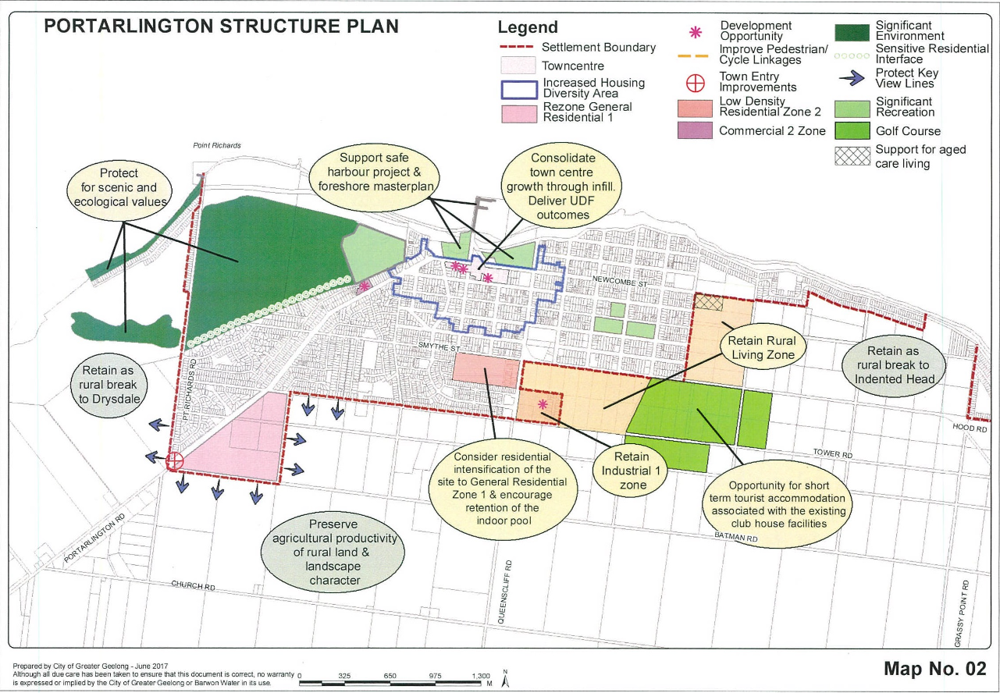 PORTARLINGTON STRUCTURE PLAN
Legend
Settlement Boundary
Towncentre
Increased Housing
Diversity Area
Rezone General
Residential 1
Development
Opportunity
Improve Pedestrian/
Cycle Linkages
Town Entry
Improvements
Low Density
Residential Zone 2
Commercial 2 Zone
Significant
Environment
Sensitive Residential
Interface
Protect Key
View Lines
Significant
Recreation
Golf Course
Support for aged
care living
Point Richards
Protect
for scenic and
ecological values
Support safe
harbour project &
foreshore masterplan
Consolidate
town centre
growth through infill.
Deliver UDF
outcomes
NEWCOMBE ST
SMYTHE ST
Retain Rural
Living Zone
Retain as
rural break to
Indented Head
Retain as
rural break
to Drysdale
PT RICHARDS RD
HOOD RD
TOWER RD
Consider residential
intensification of the
site to General Residential
Zone 1 & encourage
retention of the
indoor pool
Retain
Industrial 1
zone
Opportunity for short
term tourist accommodation
associated with the existing
club house facilities
Preserve
agricultural productivity
of rural land &
landscape
character
PORTARLINGTON RD
BATMAN RD
CHURCH RD
QUEENSCLIFF RD
GRASSY POINT RD
Prepared by City of Greater Geelong - June 2017
Although all due care has been taken to ensure that this document is correct, no warranty
is expressed or implied by the City of Greater Geelong or Barwon Water in its use.
0 325 650 975 1,300
M
N
Map No. 02